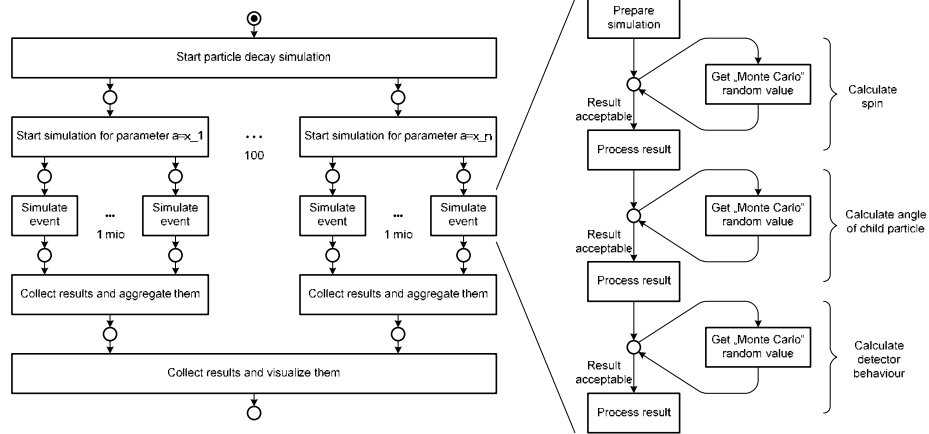 Start particle decay simulation
Start simulation for parameter a=x_1
...
100
Start simulation for parameter a=x_n
Simulate
event
...
1 mio
Simulate
event
Simulate
event
...
1 mio
Simulate
event
Collect results and aggregate them
Collect results and aggregate them
Collect results and visualize them
Prepare
simulation
Get „Monte Carlo"
random value
Result
acceptable
Process result
Calculate
spin
Get „Monte Carlo"
random value
Result
acceptable
Process result
Calculate angle
of child particle
Get „Monte Carlo"
random value
Result
acceptable
Process result
Calculate
detector
behaviour